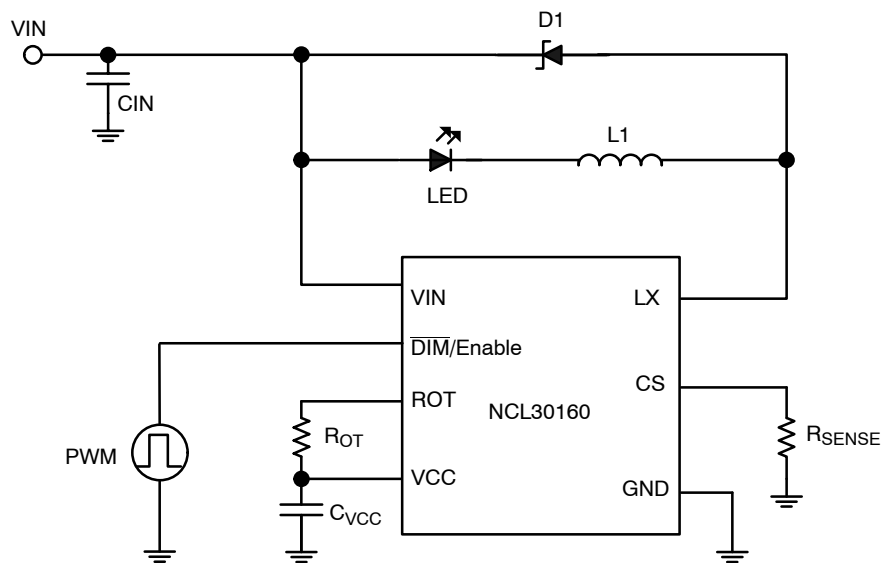 VIN
D1
CIN
L1
LED
VIN
LX
DIM/Enable
CS
ROT
NCL30160
ROT
RSENSE
PWM
VCC
GND
CVCC